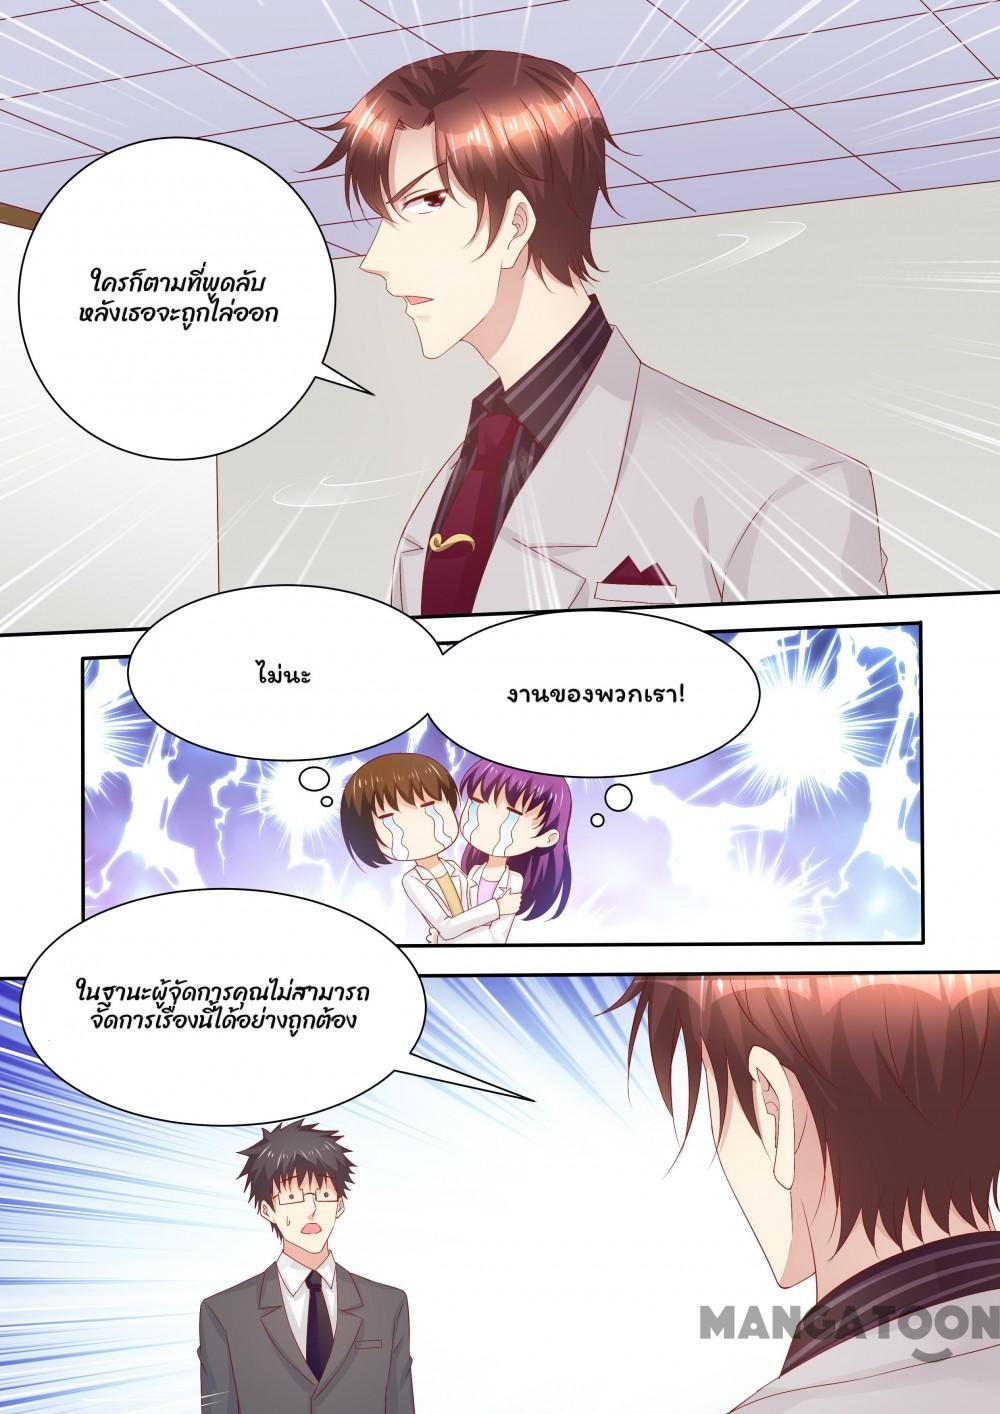 ใครก็ตามที่พูดลับ
หลังเธอจะถูกไล่ออก
ไม่นะ
งานของพวกเรา!
ในฐานะผู้จัดการคุณไม่สามารถ
จัดการเรื่องนี้ได้อย่างถูกต้อง
MANGATOON